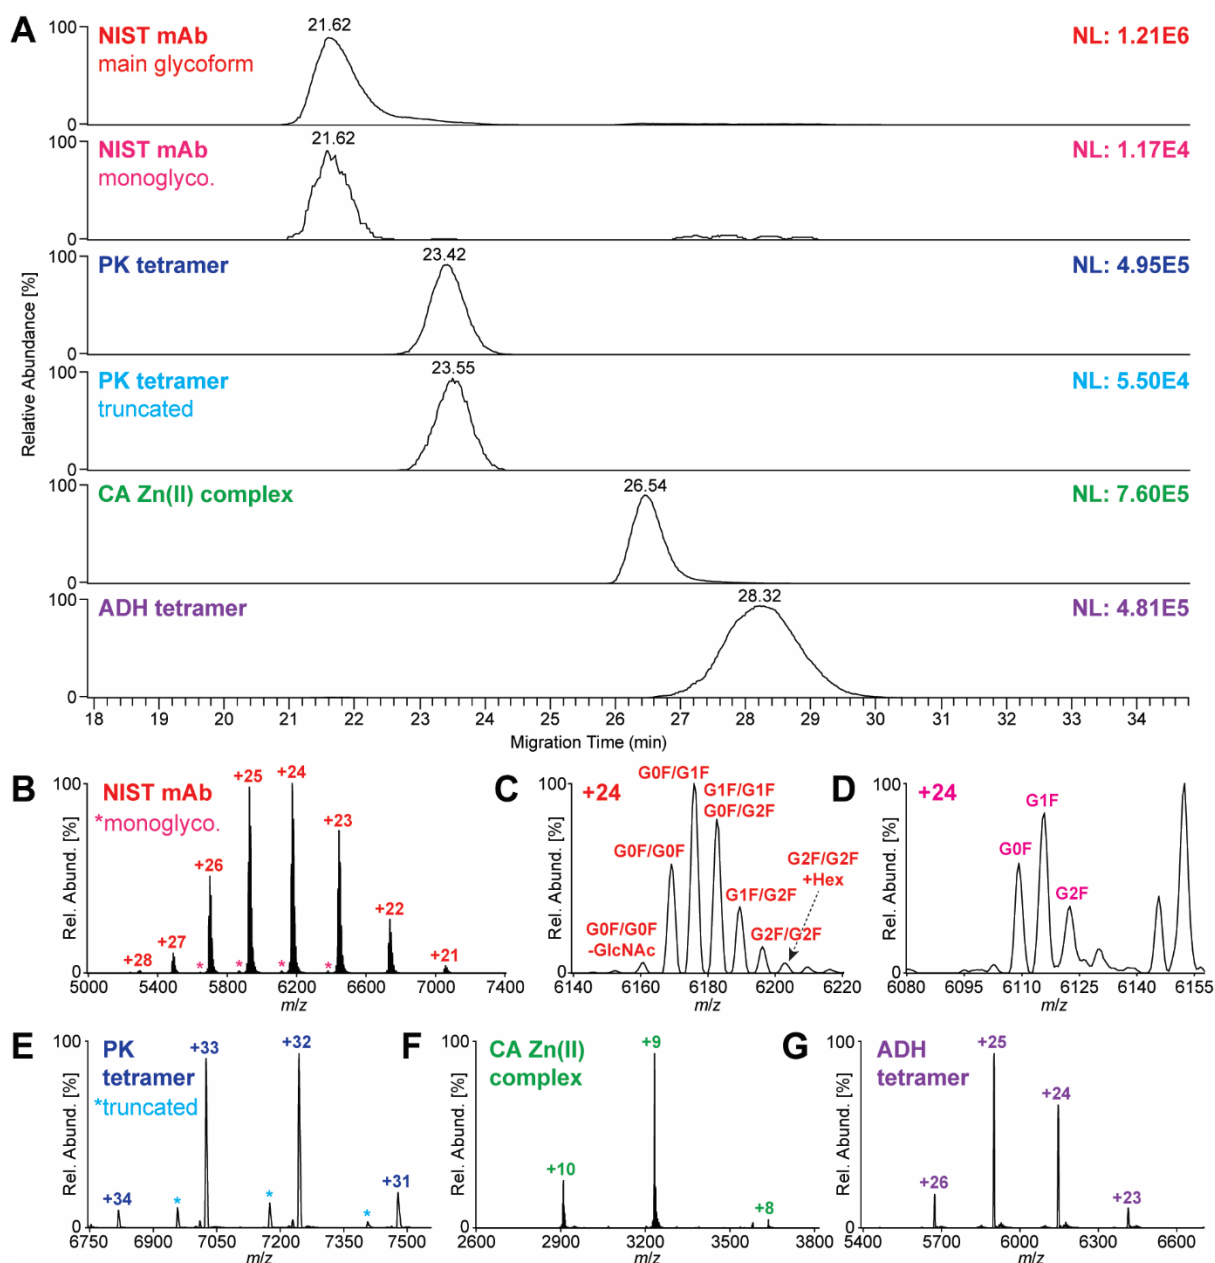 A
Relative Abundance [%]
100
0
NIST mAb
main glycoform
21.62
NL: 1.21E6
100
0
NIST mAb
monoglyco.
21.62
NL: 1.17E4
100
0
PK tetramer
23.42
NL: 4.95E5
100
0
PK tetramer
truncated
23.55
NL: 5.50E4
100
0
CA Zn(II) complex
26.54
NL: 7.60E5
100
0
ADH tetramer
28.32
NL: 4.81E5
18 19 20 21 22 23 24 25 26 27 28 29 30 31 32 33 34
Migration Time (min)
B
Rel. Abund. [%]
100
0
NIST mAb
*monoglyco.
+28
+27
*
+26
*
+25
*
+24
*
+23
+22
+21
5000 5400 5800 6200 6600 7000 7400
m/z
C
Rel. Abund. [%]
100
0
+24
G0F/G0F
-GlcNAc
G0F/G0F
G0F/G1F
G1F/G1F
G0F/G2F
G1F/G2F
G2F/G2F
G2F/G2F
+Hex
6140 6160 6180 6200 6220
m/z
D
Rel. Abund. [%]
100
0
+24
G0F
G1F
G2F
6080 6095 6110 6125 6140 6155
m/z
E
Rel. Abund. [%]
100
0
PK
tetramer
*truncated
+34
*
+33
*
+32
*
+31
6750 6900 7050 7200 7350 7500
m/z
F
Rel. Abund. [%]
100
0
CA Zn(II)
complex
+10
+9
+8
2600 2900 3200 3500 3800
m/z
G
Rel. Abund. [%]
100
0
ADH
tetramer
+26
+25
+24
+23
5400 5700 6000 6300 6600
m/z